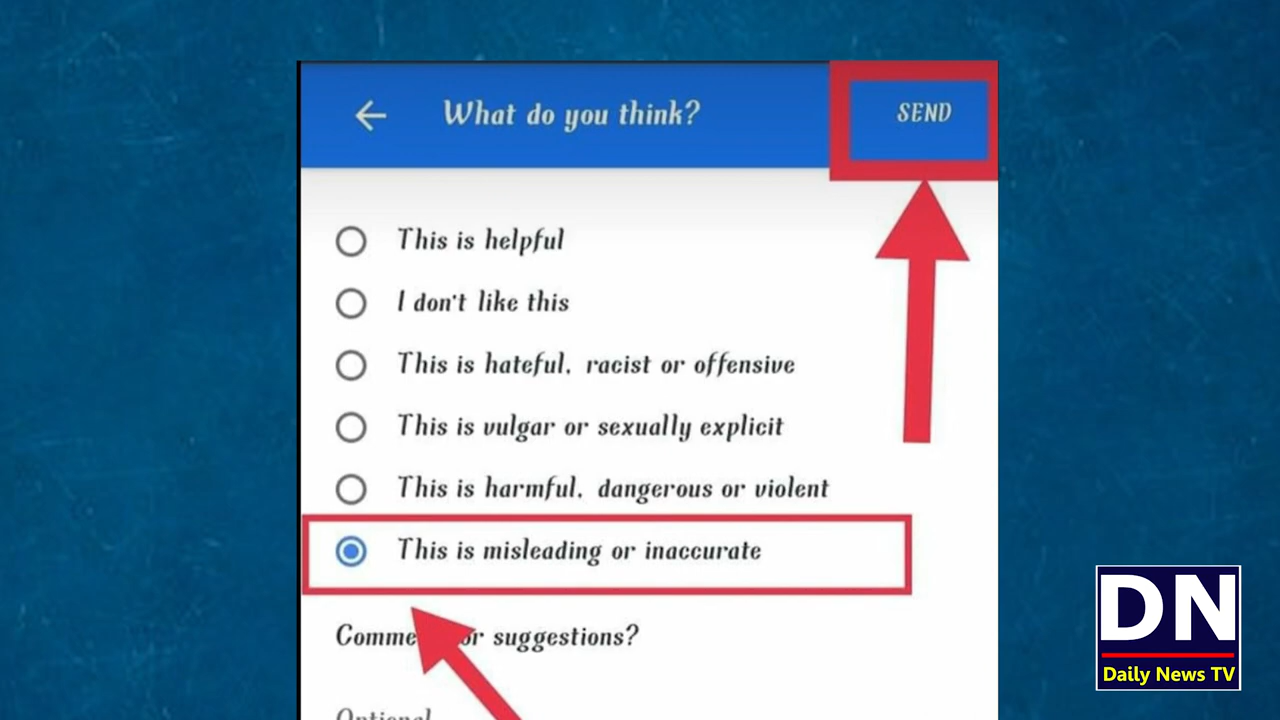 What do you think?
SEND
This is helpful
I don't like this
This is hateful, racist or offensive
This is vulgar or sexually explicit
This is harmful, dangerous or violent
This is misleading or inaccurate
suggestions?
Optional
DN
Daily News TV